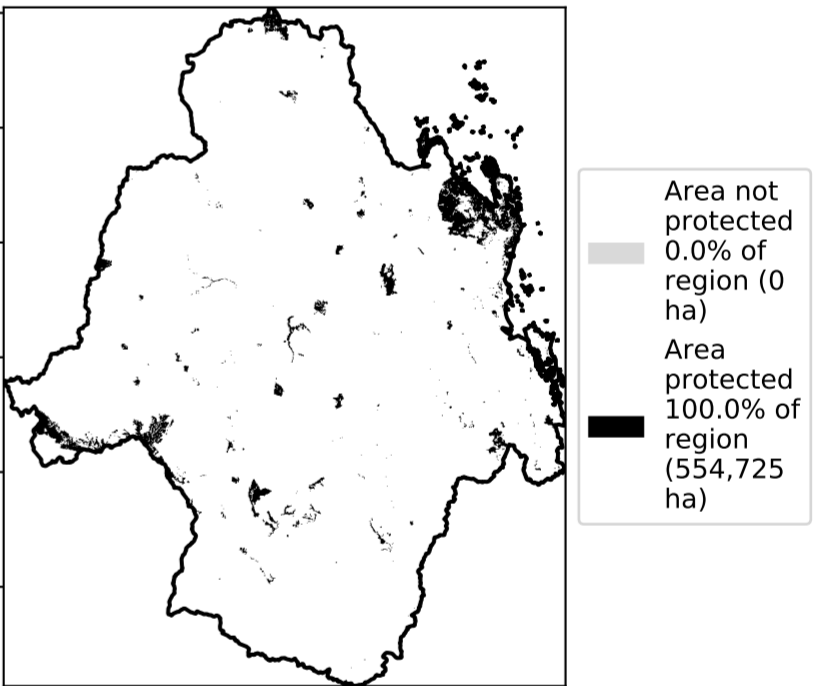 Area not
protected
0.0% of
region (0
ha)
Area
protected
100.0% of
region
(554,725
ha)